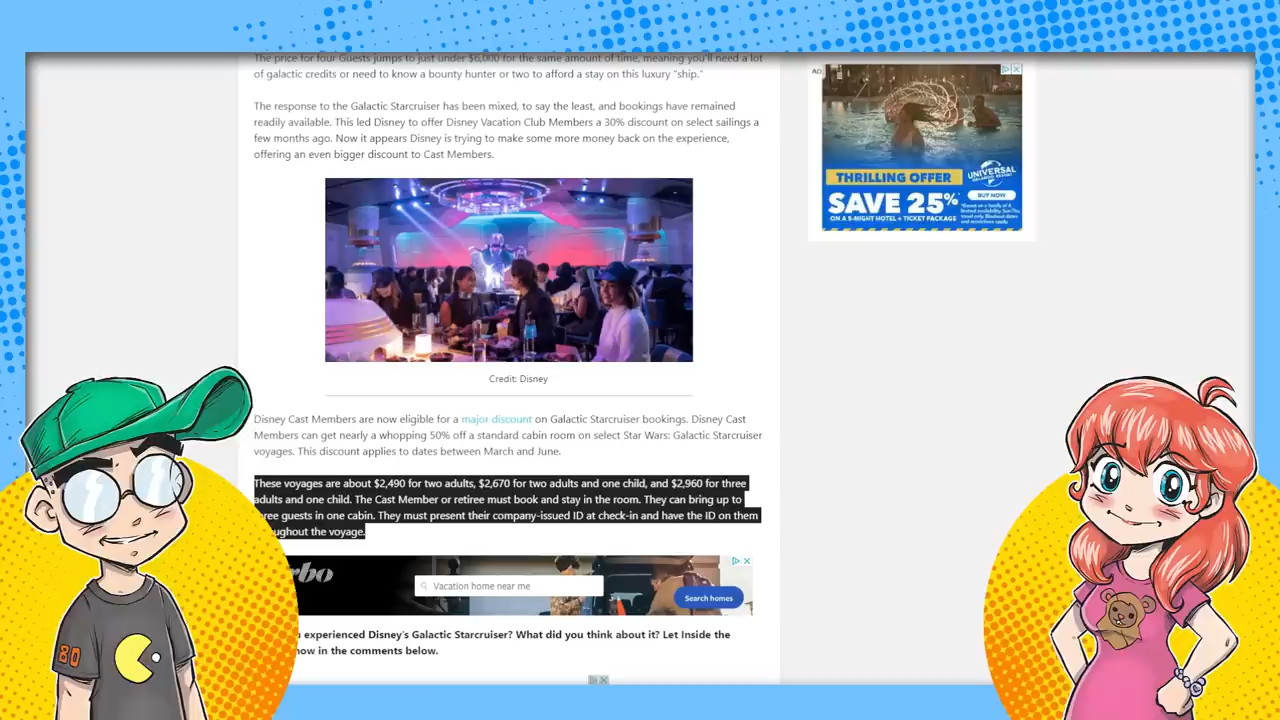 The price for four Guests jumps to just under $6,000 for the same amount of time, meaning you'll need a lot
of galactic credits or need to know a bounty hunter or two to afford a stay on this luxury "ship."
The response to the Galactic Starcruiser has been mixed, to say the least, and bookings have remained
readily available. This led Disney to offer Disney Vacation Club Members a 30% discount on select sailings a
few months ago. Now it appears Disney is trying to make some more money back on the experience,
offering an even bigger discount to Cast Members.
Credit: Disney
Disney Cast Members are now eligible for a major discount on Galactic Starcruiser bookings. Disney Cast
Members can get nearly a whopping 50% off a standard cabin room on select Star Wars: Galactic Starcruiser
voyages. This discount applies to dates between March and June.
These voyages are about $2,490 for two adults, $2,670 for two adults and one child, and $2,960 for three
adults and one child. The Cast Member or retiree must book and stay in the room. They can bring up to
guests in one cabin. They must present their company-issued ID at check-in and have the ID on them
the voyage.
Vacation home near me
Search homes
experienced Disney's Galactic Starcruiser? What did you think about it? Let Inside the
in the comments below.
AD
THRILLING OFFER
UNIVERSAL
ORLANDO RESORT
SAVE 25%
BUY NOW
ON A 5-NIGHT HOTEL + TICKET PACKAGE
80